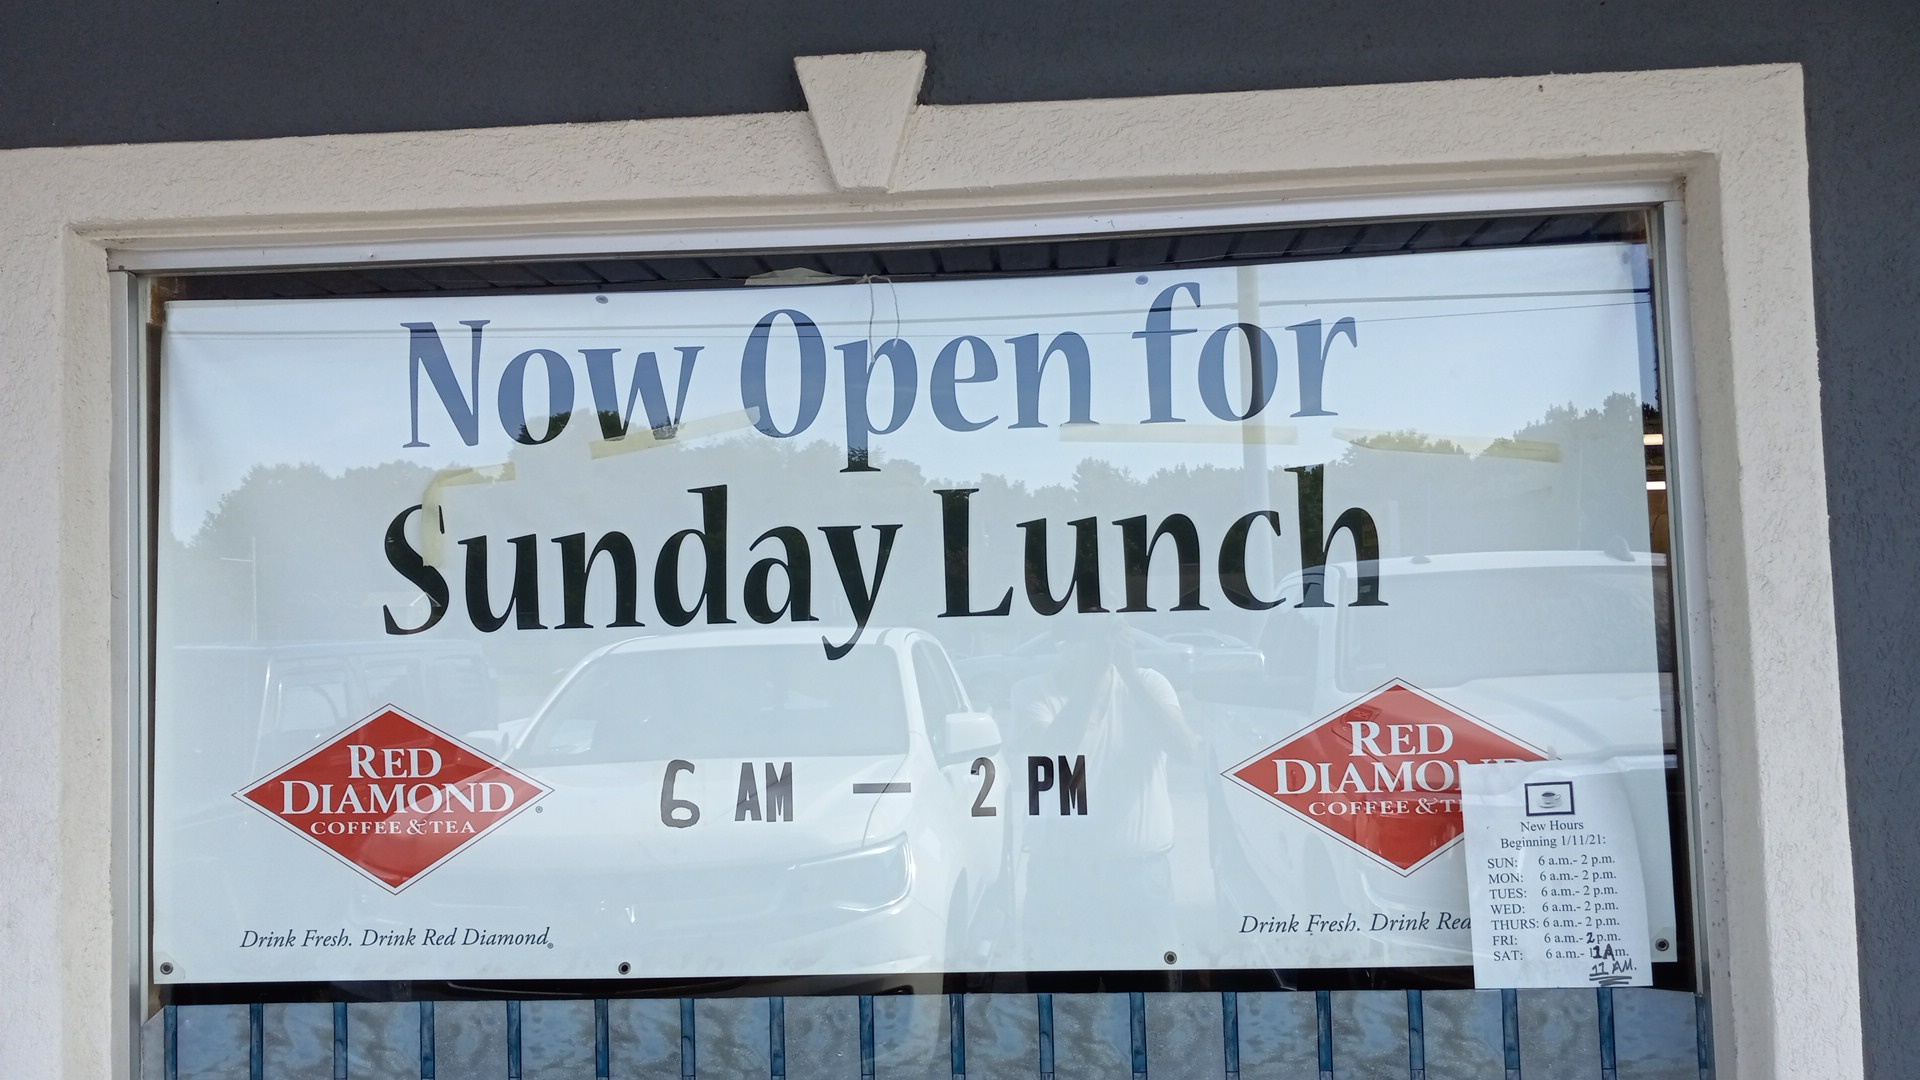 Now Open for
Sunday Lunch
RED
DIAMOND®
COFFEE & TEA
6 AM — 2 PM
RED
DIAMON
COFFEE & T
Drink Fresh. Drink Red Diamond®
Drink Fresh. Drink Red
New Hours
Beginning 1/11/21:
SUN: 6 a.m.- 2 p.m.
MON: 6 a.m.- 2 p.m.
TUES: 6 a.m.- 2 p.m.
WED: 6 a.m.- 2 p.m.
THURS: 6 a.m.- 2 p.m.
FRI: 6 a.m.- 2 p.m.
SAT: 6 a.m.-
11 AM.